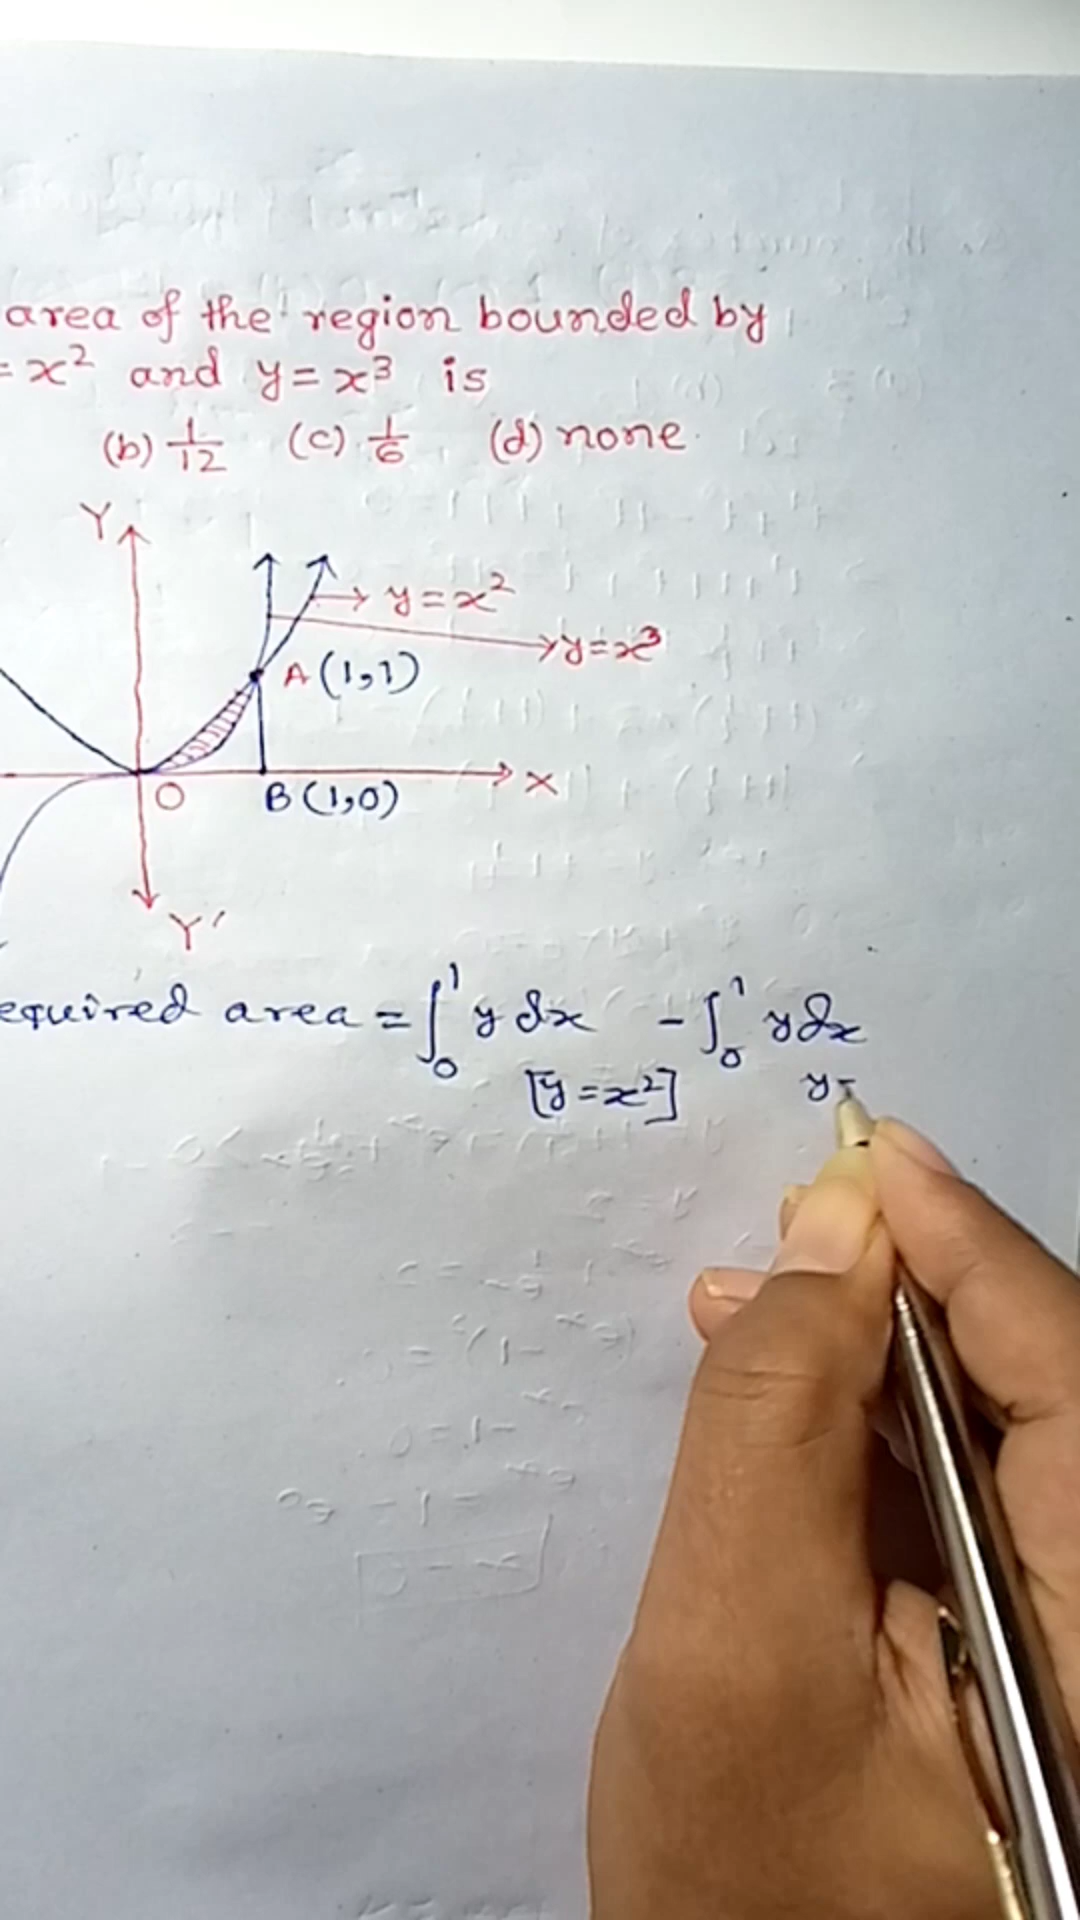 area of the region bounded by
= x² and y = x³ is
(b) 1/12 (c) 1/6 (d) none
Y
→ y = x²
→ y = x³
A (1,1)
O B (1,0) X
Y'
equired area = ∫₀¹ y dx - ∫₀¹ y dx
[y = x²] y =